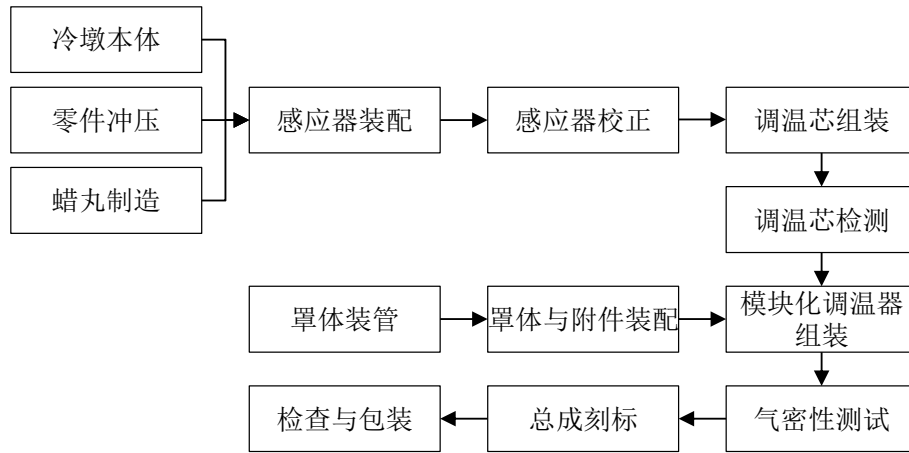 冷墩本体
零件冲压
蜡丸制造
感应器装配
感应器校正
调温芯组装
调温芯检测
罩体装管
罩体与附件装配
模块化调温器
组装
检查与包装
总成刻标
气密性测试